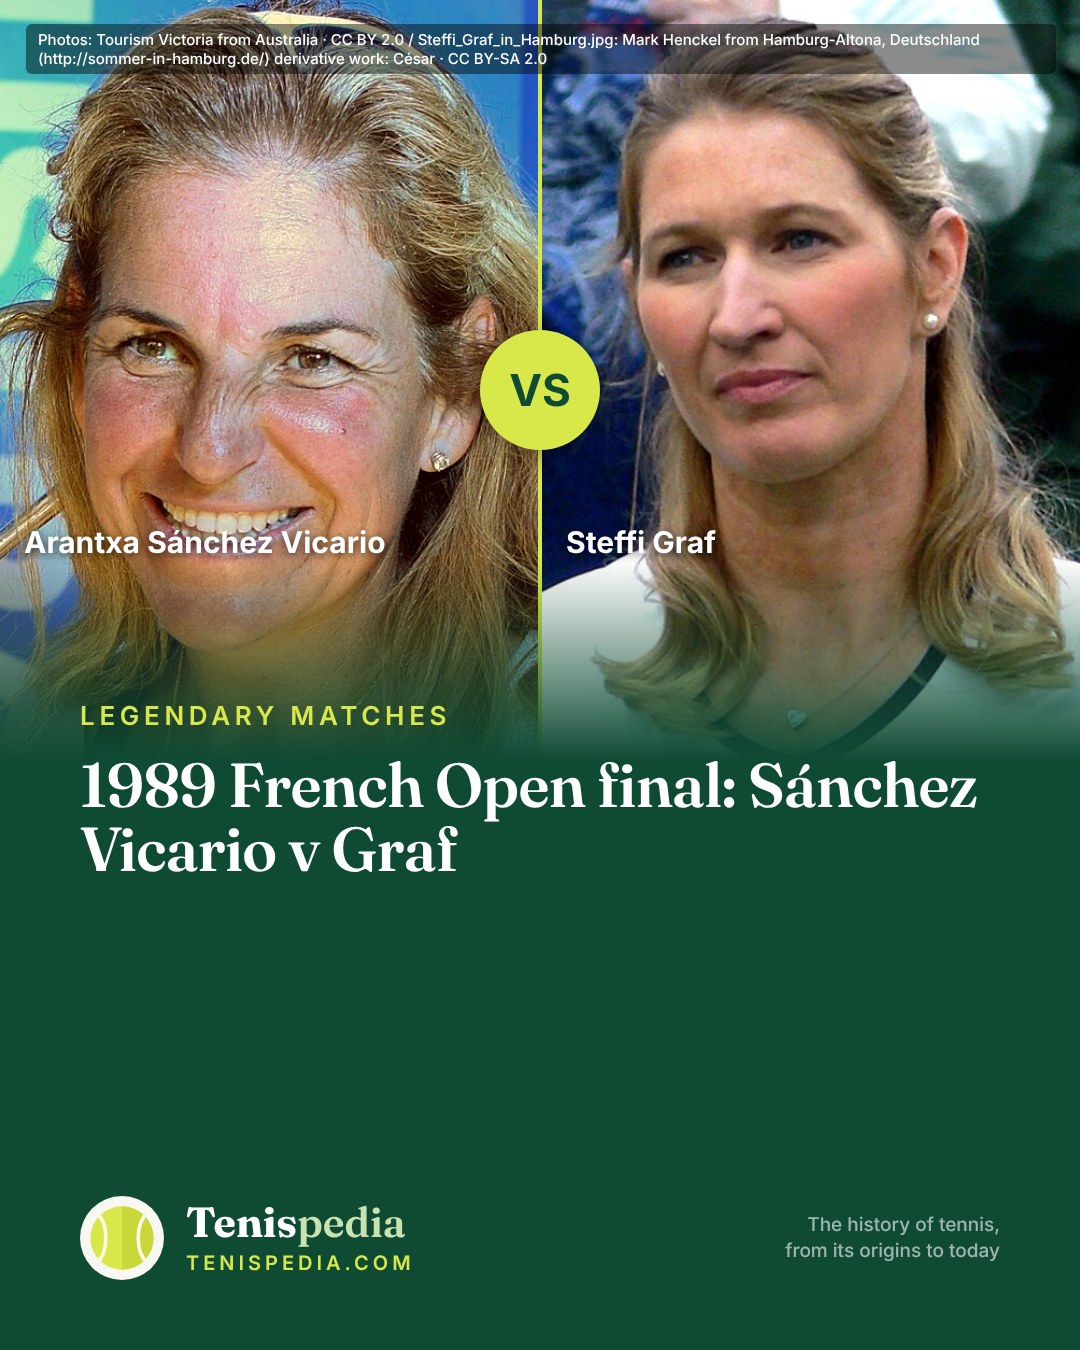 Photos: Tourism Victoria from Australia · CC BY 2.0 / Steffi_Graf_in_Hamburg.jpg: Mark Henckel from Hamburg-Altona, Deutschland
(http://sommer-in-hamburg.de/) derivative work: César · CC BY-SA 2.0
VS
Arantxa Sánchez Vicario
Steffi Graf
LEGENDARY MATCHES
1989 French Open final: Sánchez
Vicario v Graf
Tenispedia
TENISPEDIA.COM
The history of tennis,
from its origins to today